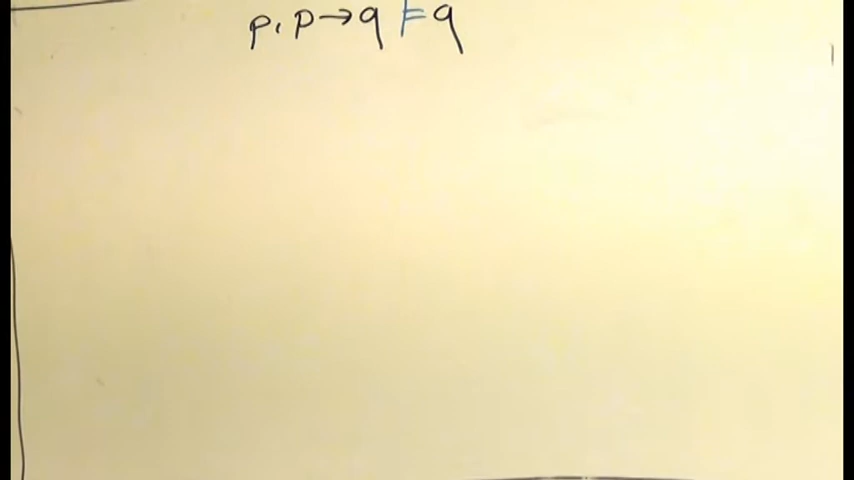 p, p → q ⊨ q